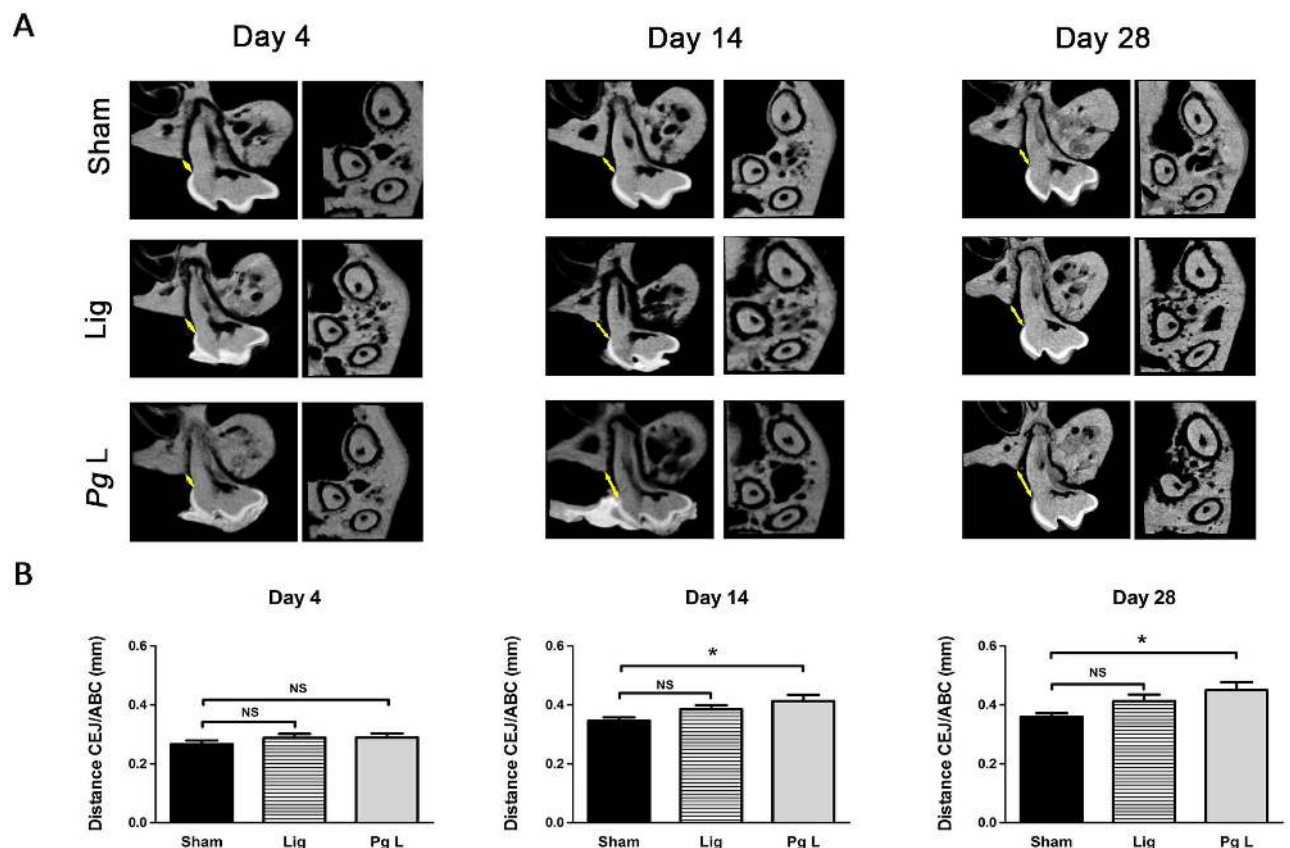 A
Day 4
Day 14
Day 28
Sham
Lig
Pg L
B
Day 4
Distance CEJ/ABC (mm)
0.6
0.4
0.2
0.0
NS
NS
Sham
Lig
Pg L
Day 14
Distance CEJ/ABC (mm)
0.6
0.4
0.2
0.0
*
NS
Sham
Lig
Pg L
Day 28
Distance CEJ/ABC (mm)
0.6
0.4
0.2
0.0
*
NS
Sham
Lig
Pg L